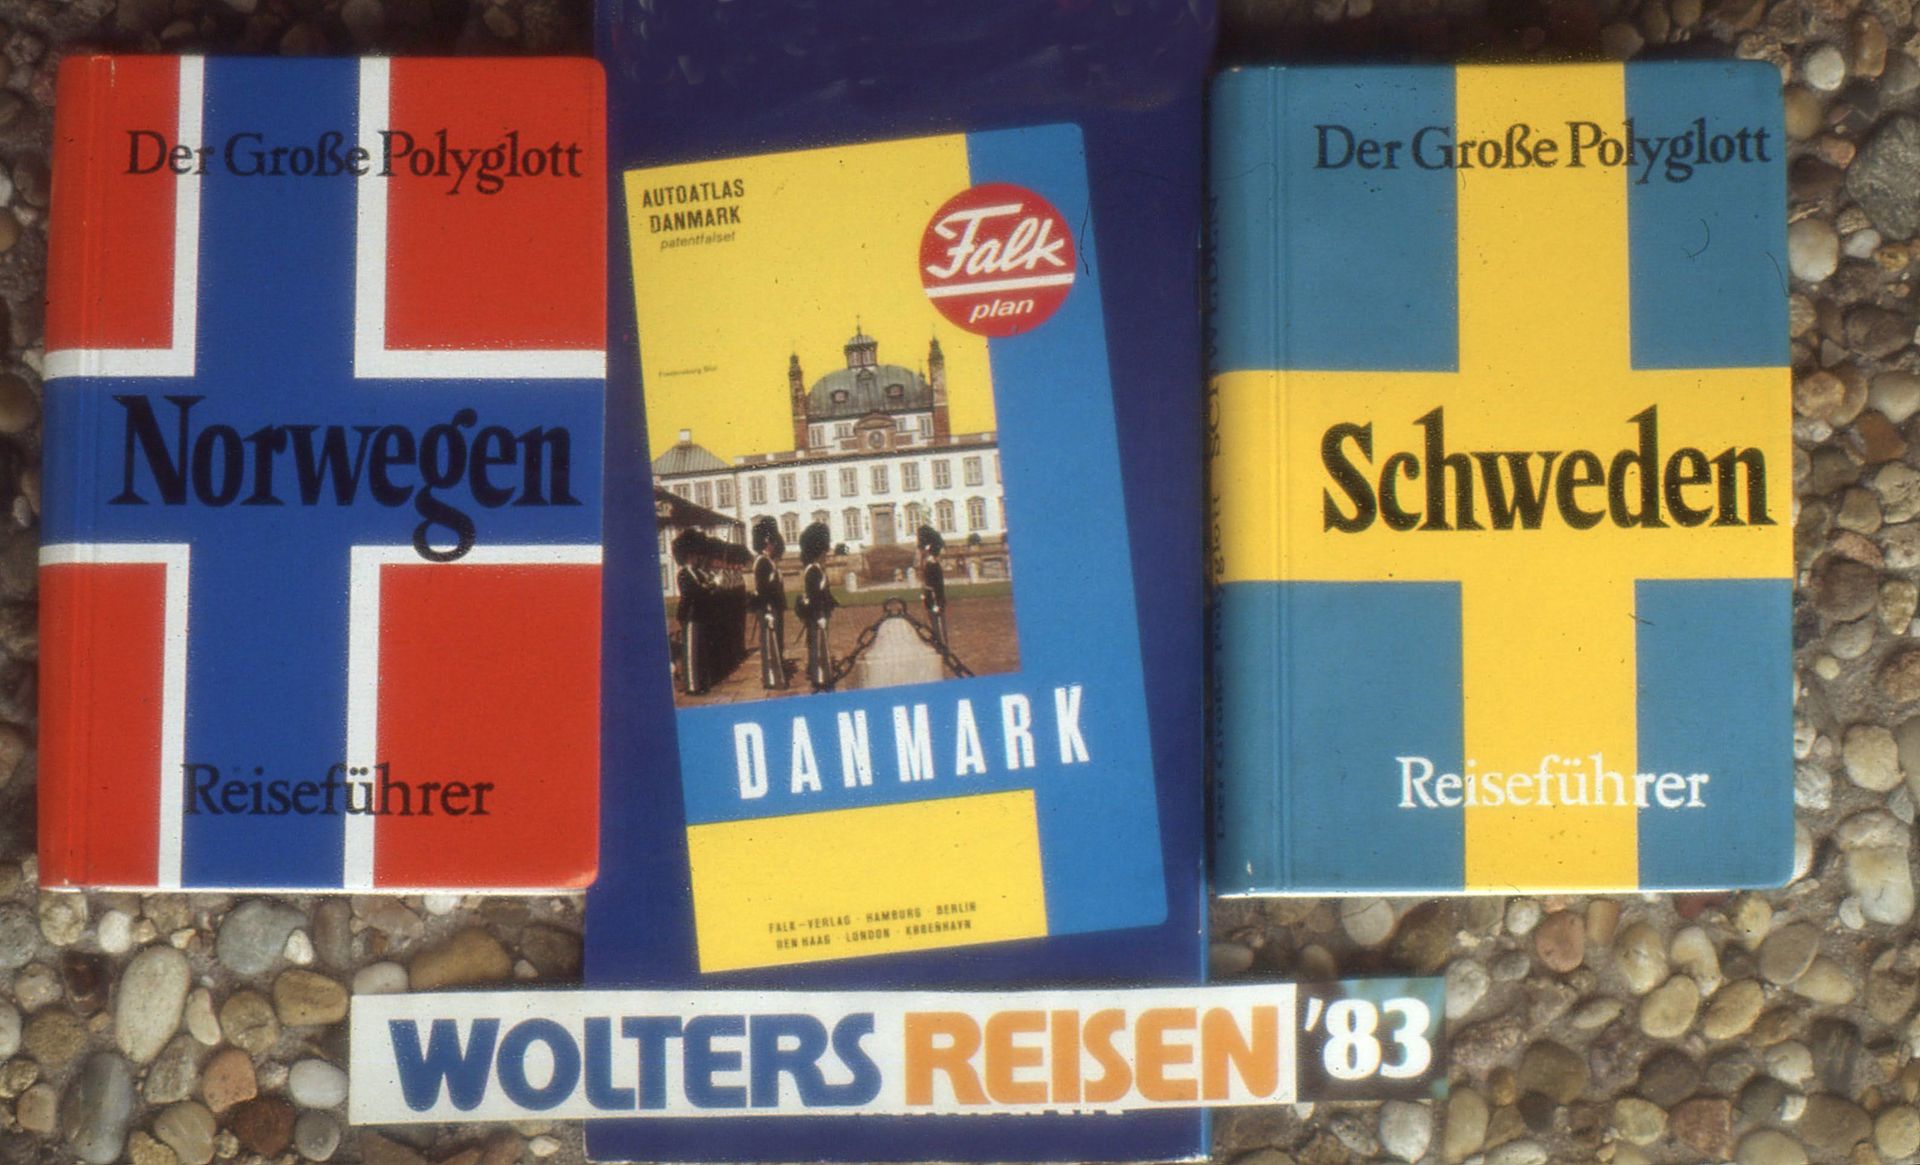 Der Große Polyglott
Norwegen
Reiseführer
AUTOATLAS
DANMARK
patentfalset
Falk
plan
DANMARK
FALK-VERLAG · HAMBURG · BERLIN
DEN HAAG · LONDON · KØBENHAVN
Der Große Polyglott
Schweden
Reiseführer
WOLTERS REISEN '83